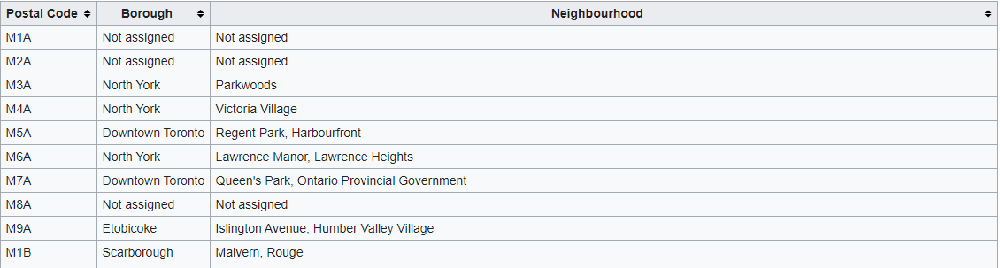 Postal Code Borough Neighbourhood
M1A Not assigned Not assigned
M2A Not assigned Not assigned
M3A North York Parkwoods
M4A North York Victoria Village
M5A Downtown Toronto Regent Park, Harbourfront
M6A North York Lawrence Manor, Lawrence Heights
M7A Downtown Toronto Queen's Park, Ontario Provincial Government
M8A Not assigned Not assigned
M9A Etobicoke Islington Avenue, Humber Valley Village
M1B Scarborough Malvern, Rouge